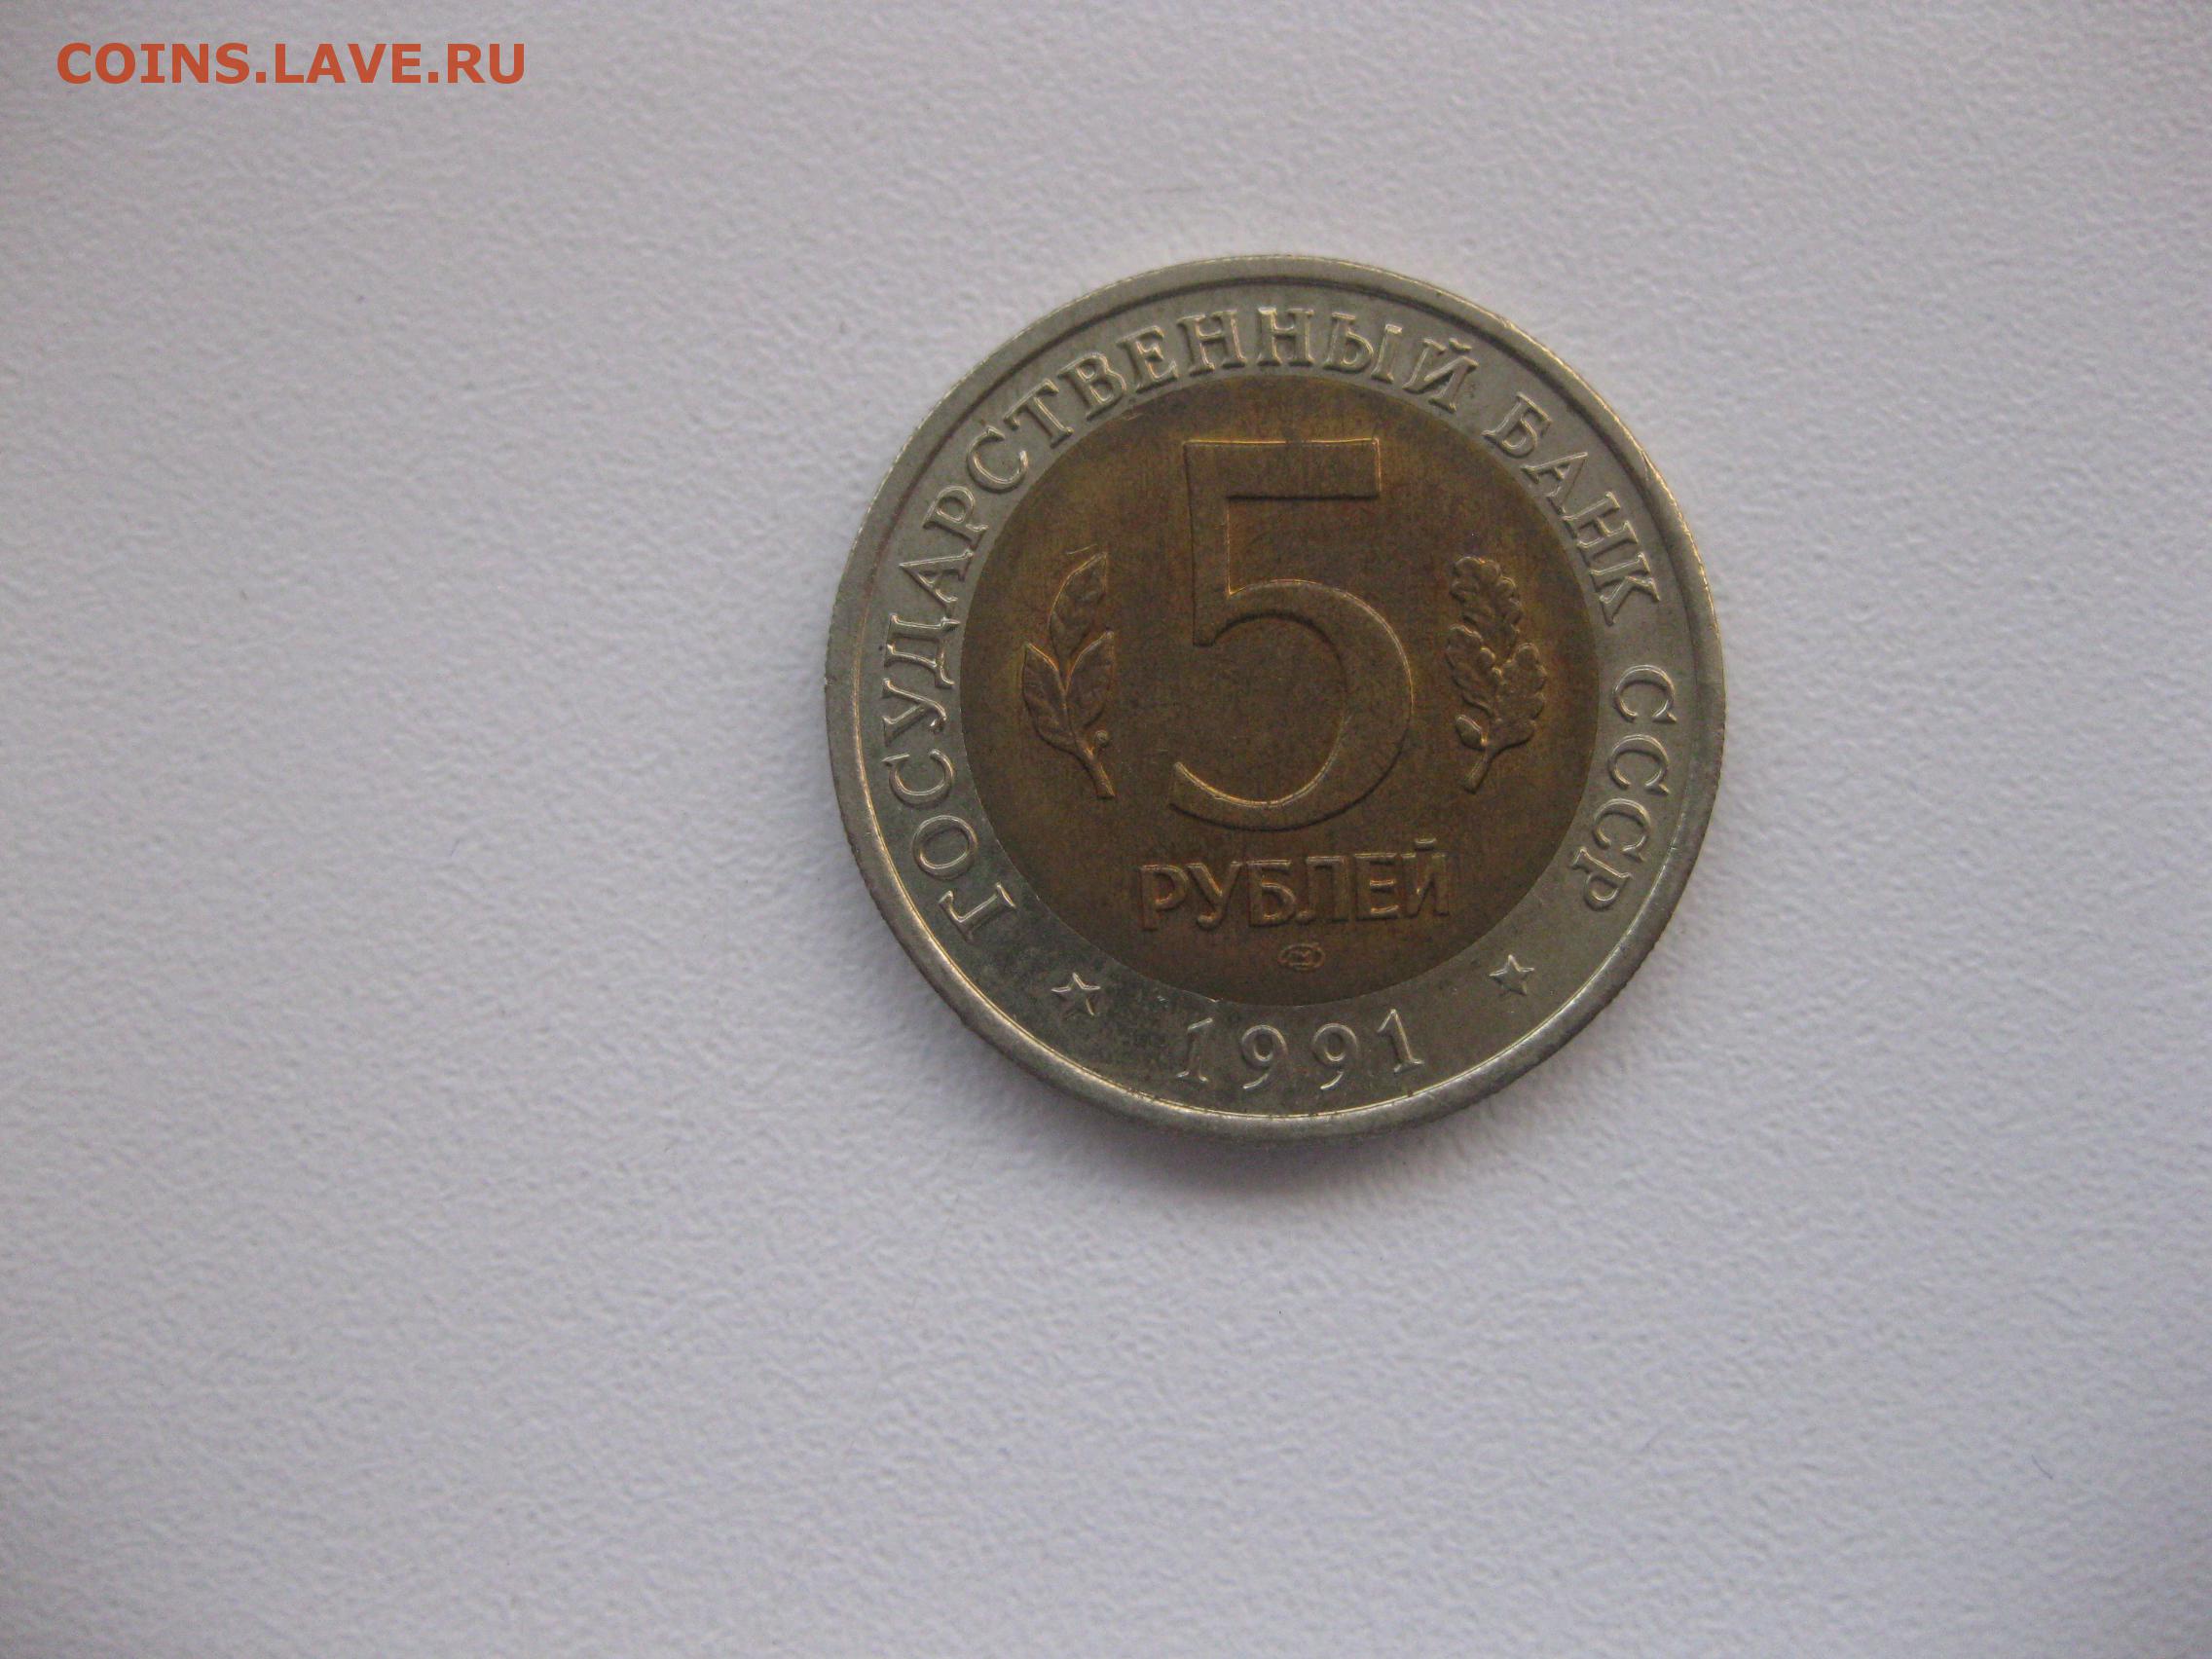 COINS.LAVE.RU
ГОСУДАРСТВЕННЫЙ БАНК СССР
5
РУБЛЕЙ
1991